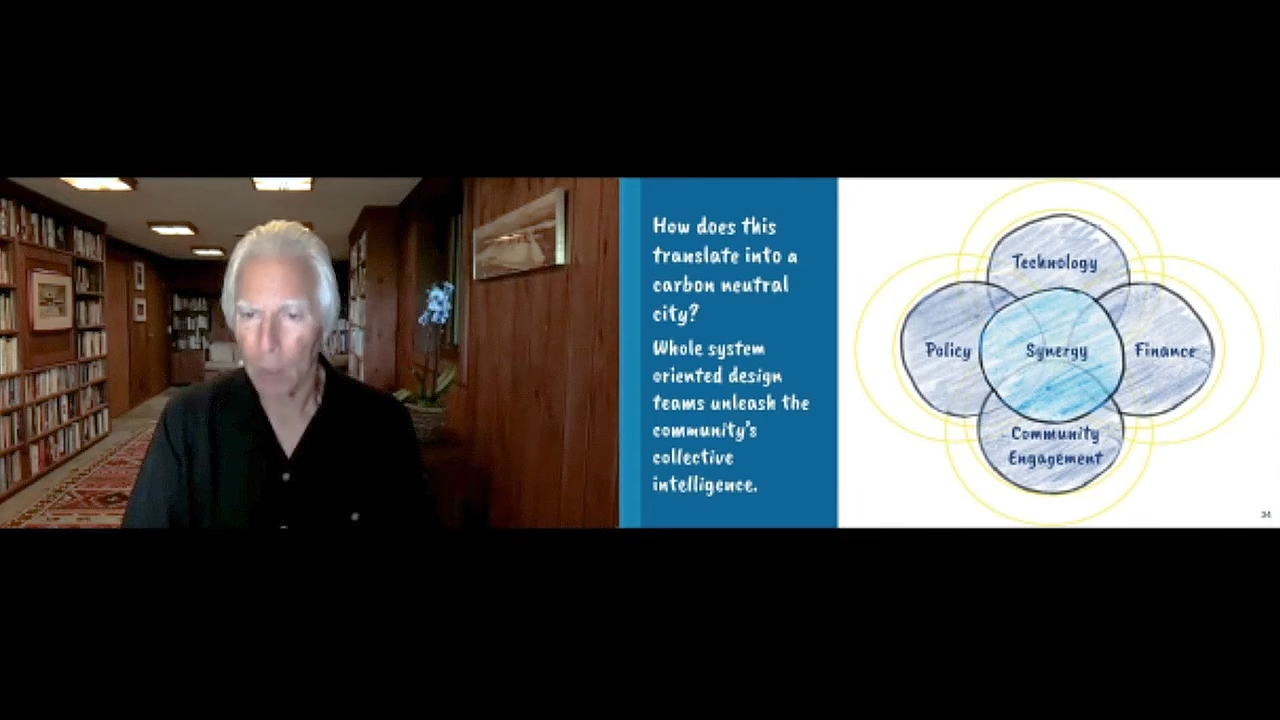 How does this
translate into a
carbon neutral
city?
Whole system
oriented design
teams unleash the
community's
collective
intelligence.
Technology
Policy
Synergy
Finance
Community
Engagement
34